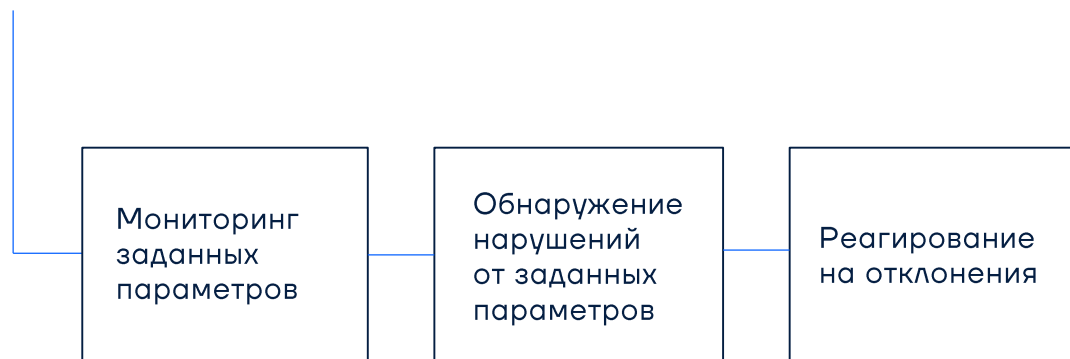 Мониторинг
заданных
параметров
Обнаружение
нарушений
от заданных
параметров
Реагирование
на отклонения